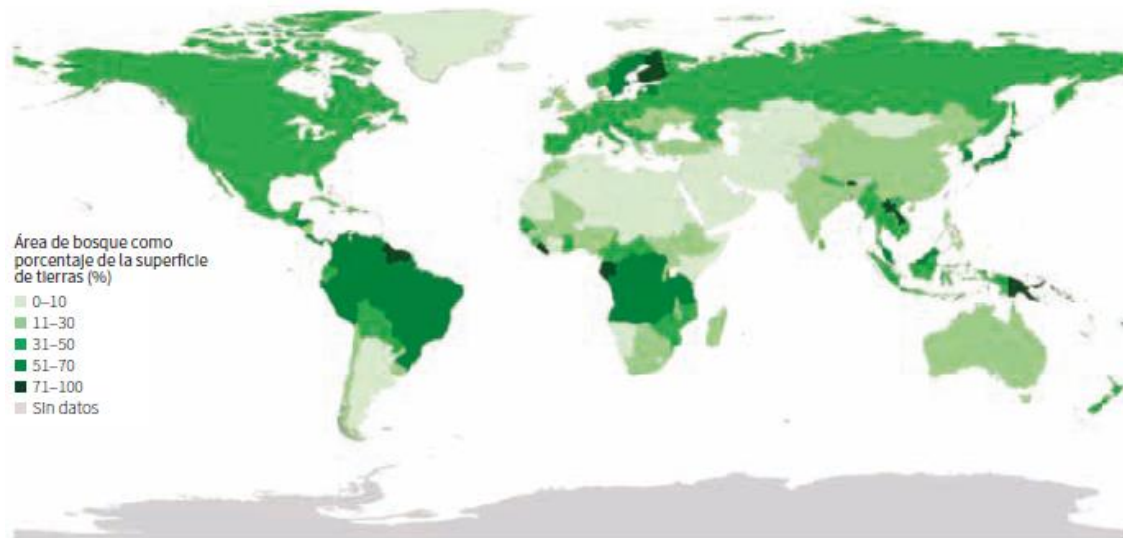 Área de bosque como
porcentaje de la superficie
de tierras (%)
0–10
11–30
31–50
51–70
71–100
Sin datos